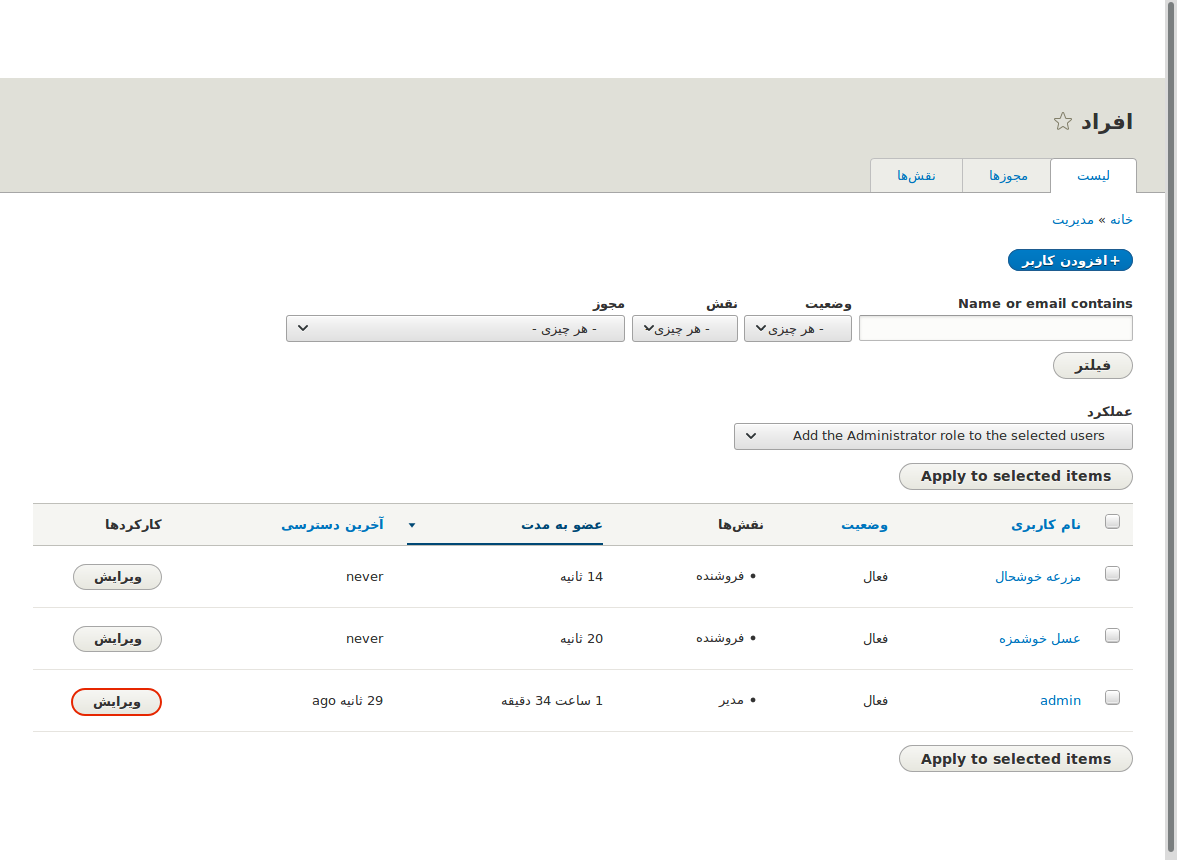 افراد
لیست مجوزها نقش‌ها
خانه » مدیریت
+افزودن کاربر
Name or email contains وضعیت نقش مجوز
- هر چیزی - - هر چیزی - - هر چیزی -
فیلتر
عملکرد
Add the Administrator role to the selected users
Apply to selected items
نام کاربری وضعیت نقش‌ها عضو به مدت آخرین دسترسی کارکردها
مزرعه خوشحال فعال • فروشنده 14 ثانیه never ویرایش
عسل خوشمزه فعال • فروشنده 20 ثانیه never ویرایش
admin فعال • مدیر 1 ساعت 34 دقیقه 29 ثانیه ago ویرایش
Apply to selected items